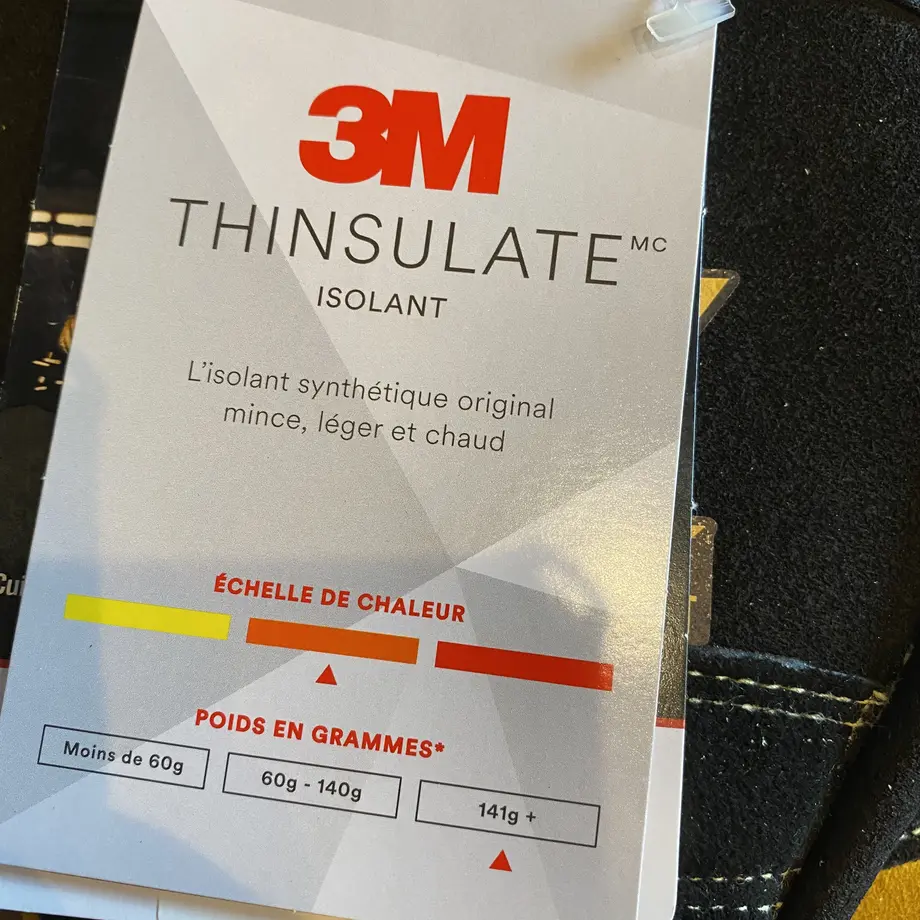 3M
THINSULATE MC
ISOLANT
L'isolant synthétique original
mince, léger et chaud
ÉCHELLE DE CHALEUR
POIDS EN GRAMMES*
Moins de 60g
60g - 140g
141g +